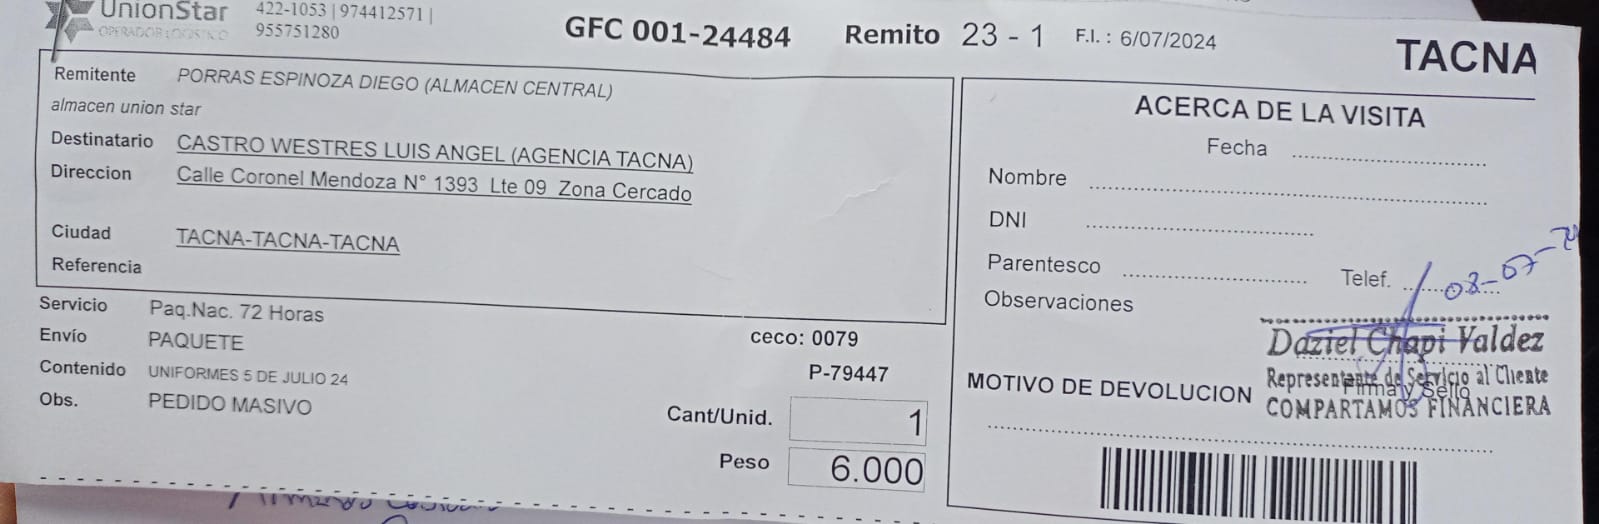 UnionStar
OPERADOR LOGISTICO
422-1053 | 974412571 |
955751280
GFC 001-24484
Remito 23 - 1
F.I. : 6/07/2024
TACNA
Remitente PORRAS ESPINOZA DIEGO (ALMACEN CENTRAL)
almacen union star
Destinatario CASTRO WESTRES LUIS ANGEL (AGENCIA TACNA)
Direccion Calle Coronel Mendoza N° 1393 Lte 09 Zona Cercado
Ciudad TACNA-TACNA-TACNA
Referencia
Servicio Paq.Nac. 72 Horas
Envío PAQUETE
Contenido UNIFORMES 5 DE JULIO 24
Obs. PEDIDO MASIVO
ceco: 0079
P-79447
Cant/Unid. 1
Peso 6.000
ACERCA DE LA VISITA
Fecha
Nombre
DNI
Parentesco
Telef.
08-07-24
Observaciones
Daziel Chapi Valdez
Representante de Servicio al Cliente
Firma y Sello
COMPARTAMOS FINANCIERA
MOTIVO DE DEVOLUCION